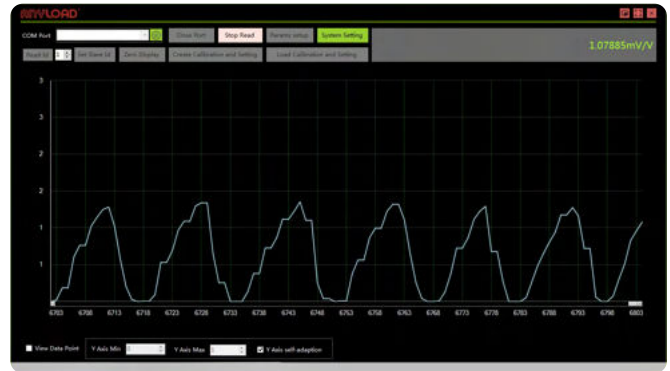 ANYLOAD
COM Port Close Port Stop Read Params setup System Setting
Read Id 1 Set Slave Id Zero Display Create Calibration and Setting Load Calibration and Setting
1.07885mV/V
3
3
2
2
1
1
6703 6708 6713 6718 6723 6728 6733 6738 6743 6748 6753 6758 6763 6768 6773 6778 6783 6788 6793 6798 6803
View Data Point Y Axis Min Y Axis Max Y Axis self-adaption